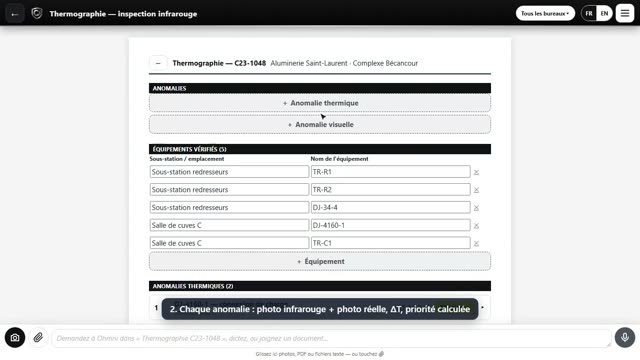 Thermographie — inspection infrarouge
Tous les bureaux
FR EN
Thermographie — C23-1048 Aluminerie Saint-Laurent · Complexe Bécancour
ANOMALIES
+ Anomalie thermique
+ Anomalie visuelle
ÉQUIPEMENTS VÉRIFIÉS (5)
Sous-station / emplacement Nom de l'équipement
Sous-station redresseurs TR-R1
Sous-station redresseurs TR-R2
Sous-station redresseurs DJ-34-4
Salle de cuves C DJ-4160-1
Salle de cuves C TR-C1
+ Équipement
ANOMALIES THERMIQUES (2)
1
2. Chaque anomalie : photo infrarouge + photo réelle, ΔT, priorité calculée
Demandez à Ohmini dans « Thermographie C23-1048 », dictez, ou joignez un document...
Glissez ici photos, PDF ou fichiers texte — ou touchez